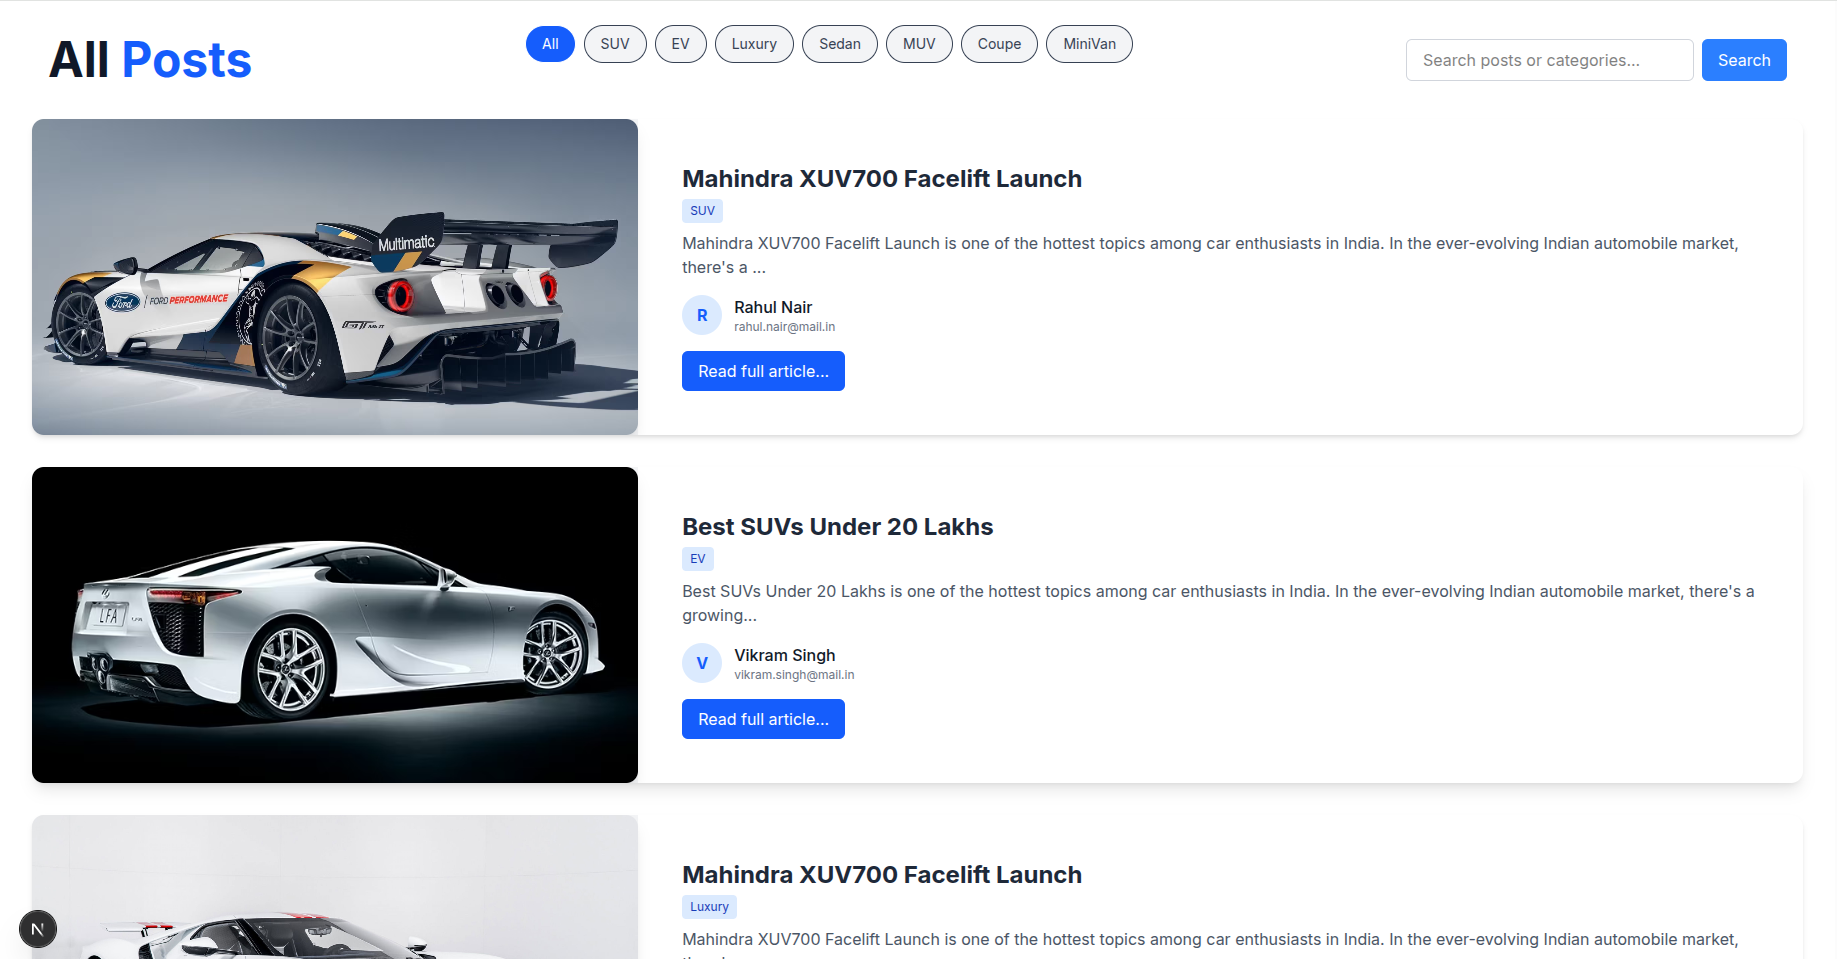 All Posts
All
SUV
EV
Luxury
Sedan
MUV
Coupe
MiniVan
Search posts or categories...
Search
Multimatic
Ford
FORD PERFORMANCE
Mahindra XUV700 Facelift Launch
SUV
Mahindra XUV700 Facelift Launch is one of the hottest topics among car enthusiasts in India. In the ever-evolving Indian automobile market,
there's a ...
R
Rahul Nair
rahul.nair@mail.in
Read full article...
LFA
Best SUVs Under 20 Lakhs
EV
Best SUVs Under 20 Lakhs is one of the hottest topics among car enthusiasts in India. In the ever-evolving Indian automobile market, there's a
growing...
V
Vikram Singh
vikram.singh@mail.in
Read full article...
Mahindra XUV700 Facelift Launch
Luxury
Mahindra XUV700 Facelift Launch is one of the hottest topics among car enthusiasts in India. In the ever-evolving Indian automobile market,
N